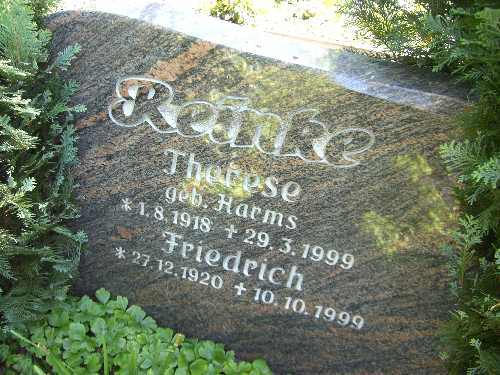 Reinke
Therese
geb. Harms
* 1. 8. 1918 † 29. 3. 1999
Friedrich
* 27. 12. 1920 † 10. 10. 1999